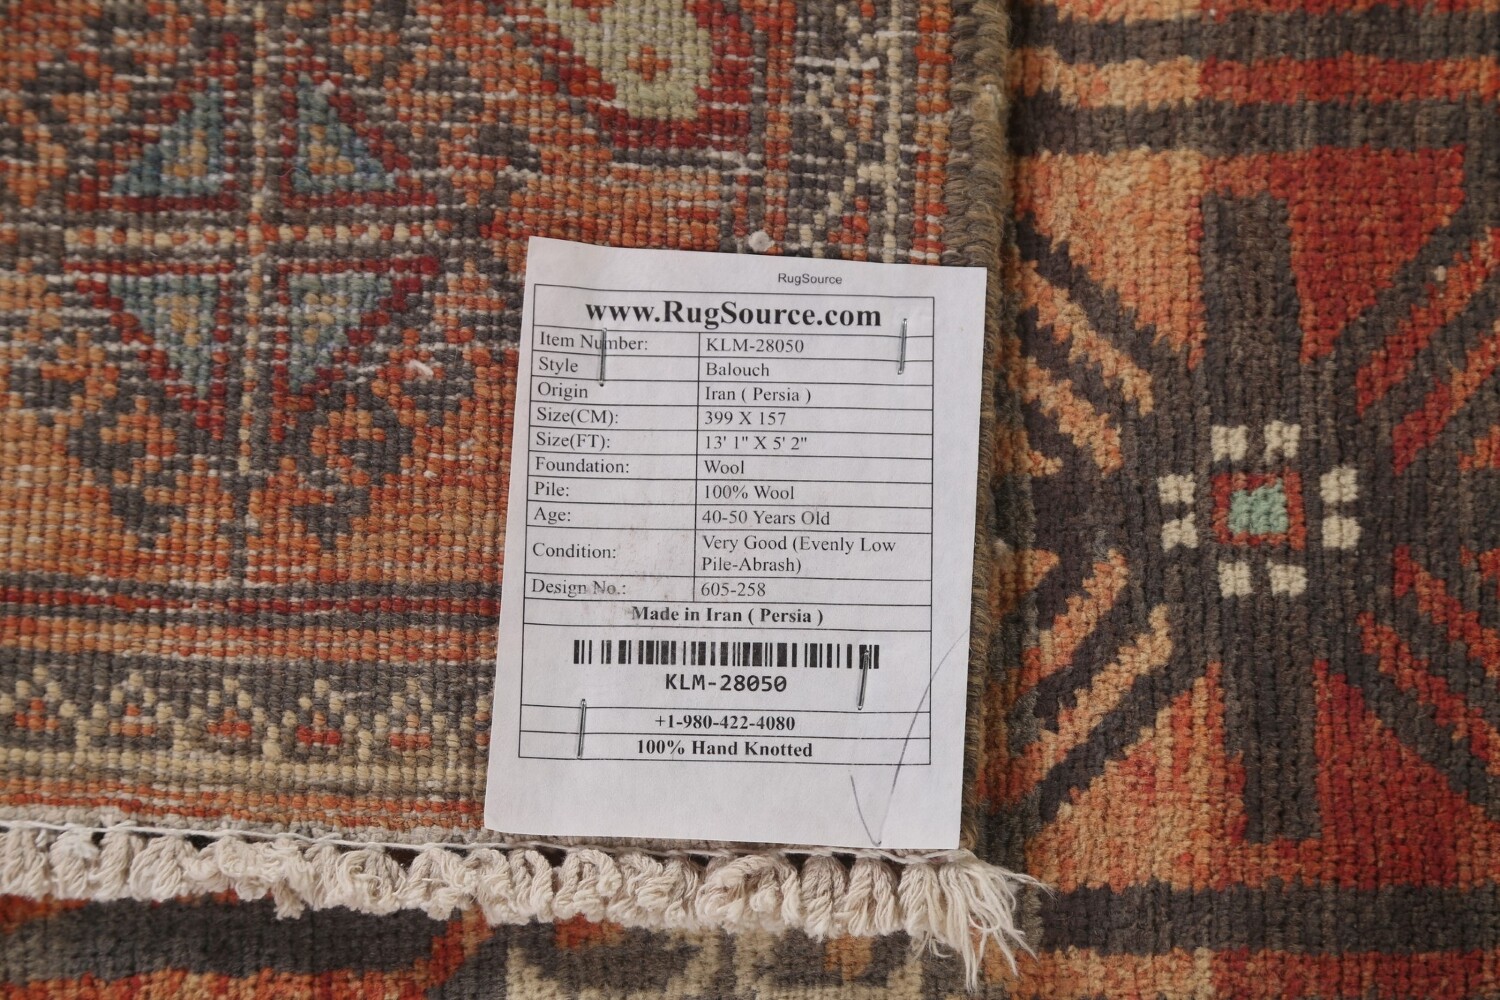 RugSource
www.RugSource.com
Item Number: KLM-28050
Style Balouch
Origin Iran ( Persia )
Size(CM): 399 X 157
Size(FT): 13' 1" X 5' 2"
Foundation: Wool
Pile: 100% Wool
Age: 40-50 Years Old
Condition: Very Good (Evenly Low
Pile-Abrash)
Design No.: 605-258
Made in Iran ( Persia )
KLM-28050
+1-980-422-4080
100% Hand Knotted